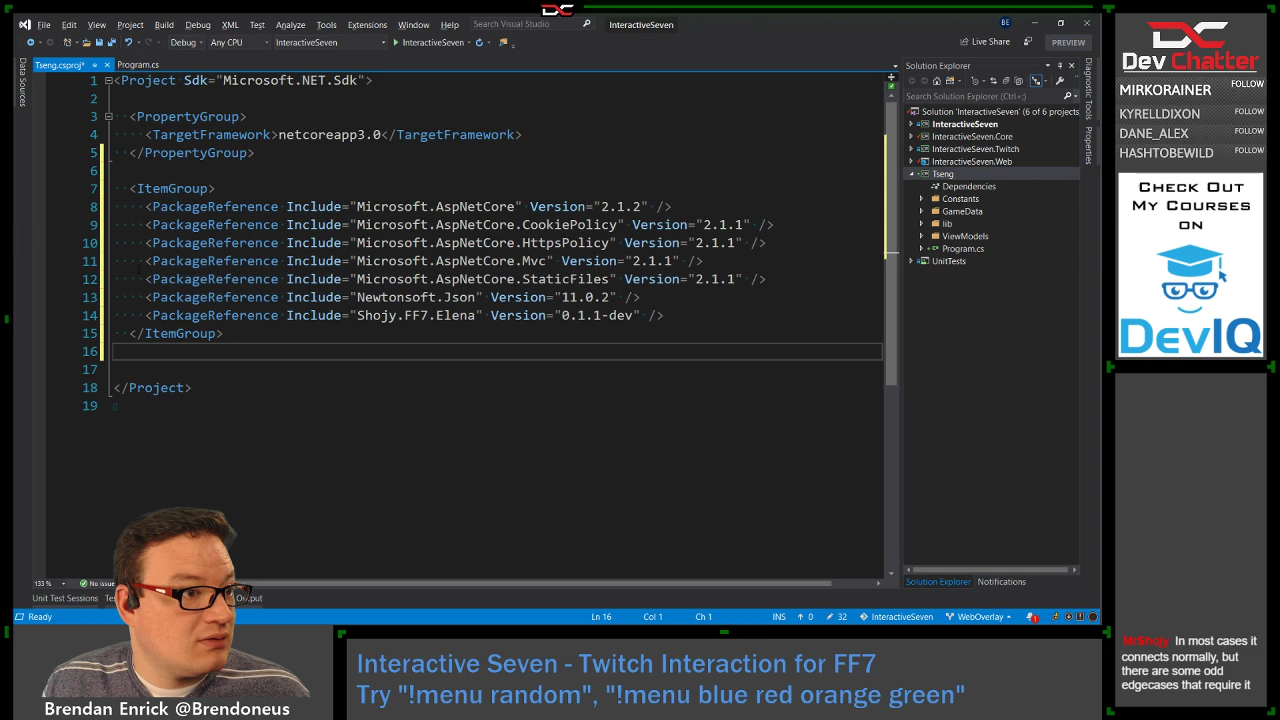 File Edit View Project Build Debug XML Test Analyze Tools Extensions Window Help Search Visual Studio InteractiveSeven BE
Debug Any CPU InteractiveSeven InteractiveSeven Live Share PREVIEW
Data Sources
Tseng.csproj* Program.cs
1 <Project Sdk="Microsoft.NET.Sdk">
2
3 <PropertyGroup>
4 <TargetFramework>netcoreapp3.0</TargetFramework>
5 </PropertyGroup>
6
7 <ItemGroup>
8 <PackageReference Include="Microsoft.AspNetCore" Version="2.1.2" />
9 <PackageReference Include="Microsoft.AspNetCore.CookiePolicy" Version="2.1.1" />
10 <PackageReference Include="Microsoft.AspNetCore.HttpsPolicy" Version="2.1.1" />
11 <PackageReference Include="Microsoft.AspNetCore.Mvc" Version="2.1.1" />
12 <PackageReference Include="Microsoft.AspNetCore.StaticFiles" Version="2.1.1" />
13 <PackageReference Include="Newtonsoft.Json" Version="11.0.2" />
14 <PackageReference Include="Shojy.FF7.Elena" Version="0.1.1-dev" />
15 </ItemGroup>
16
17
18 </Project>
19
133 % No issue
Unit Test Sessions
Ready Ln 16 Col 1 Ch 1 INS 0 32 InteractiveSeven WebOverlay 1
Solution Explorer
Search Solution Explorer (Ctrl+;)
Solution 'InteractiveSeven' (6 of 6 projects
InteractiveSeven
InteractiveSeven.Core
InteractiveSeven.Twitch
InteractiveSeven.Web
Tseng
Dependencies
Constants
GameData
lib
ViewModels
Program.cs
UnitTests
Solution Explorer Notifications
Diagnostic Tools
Properties
Dev Chatter
MIRKORAINER FOLLOW
KYRELLDIXON FOLLOW
DANE_ALEX FOLLOW
HASHTOBEWILD FOLLOW
CHECK OUT
MY COURSES
ON
DevIQ
MrShojy In most cases it
connects normally, but
there are some odd
edgecases that require it
Interactive Seven - Twitch Interaction for FF7
Try "!menu random", "!menu blue red orange green"
Brendan Enrick @Brendoneus